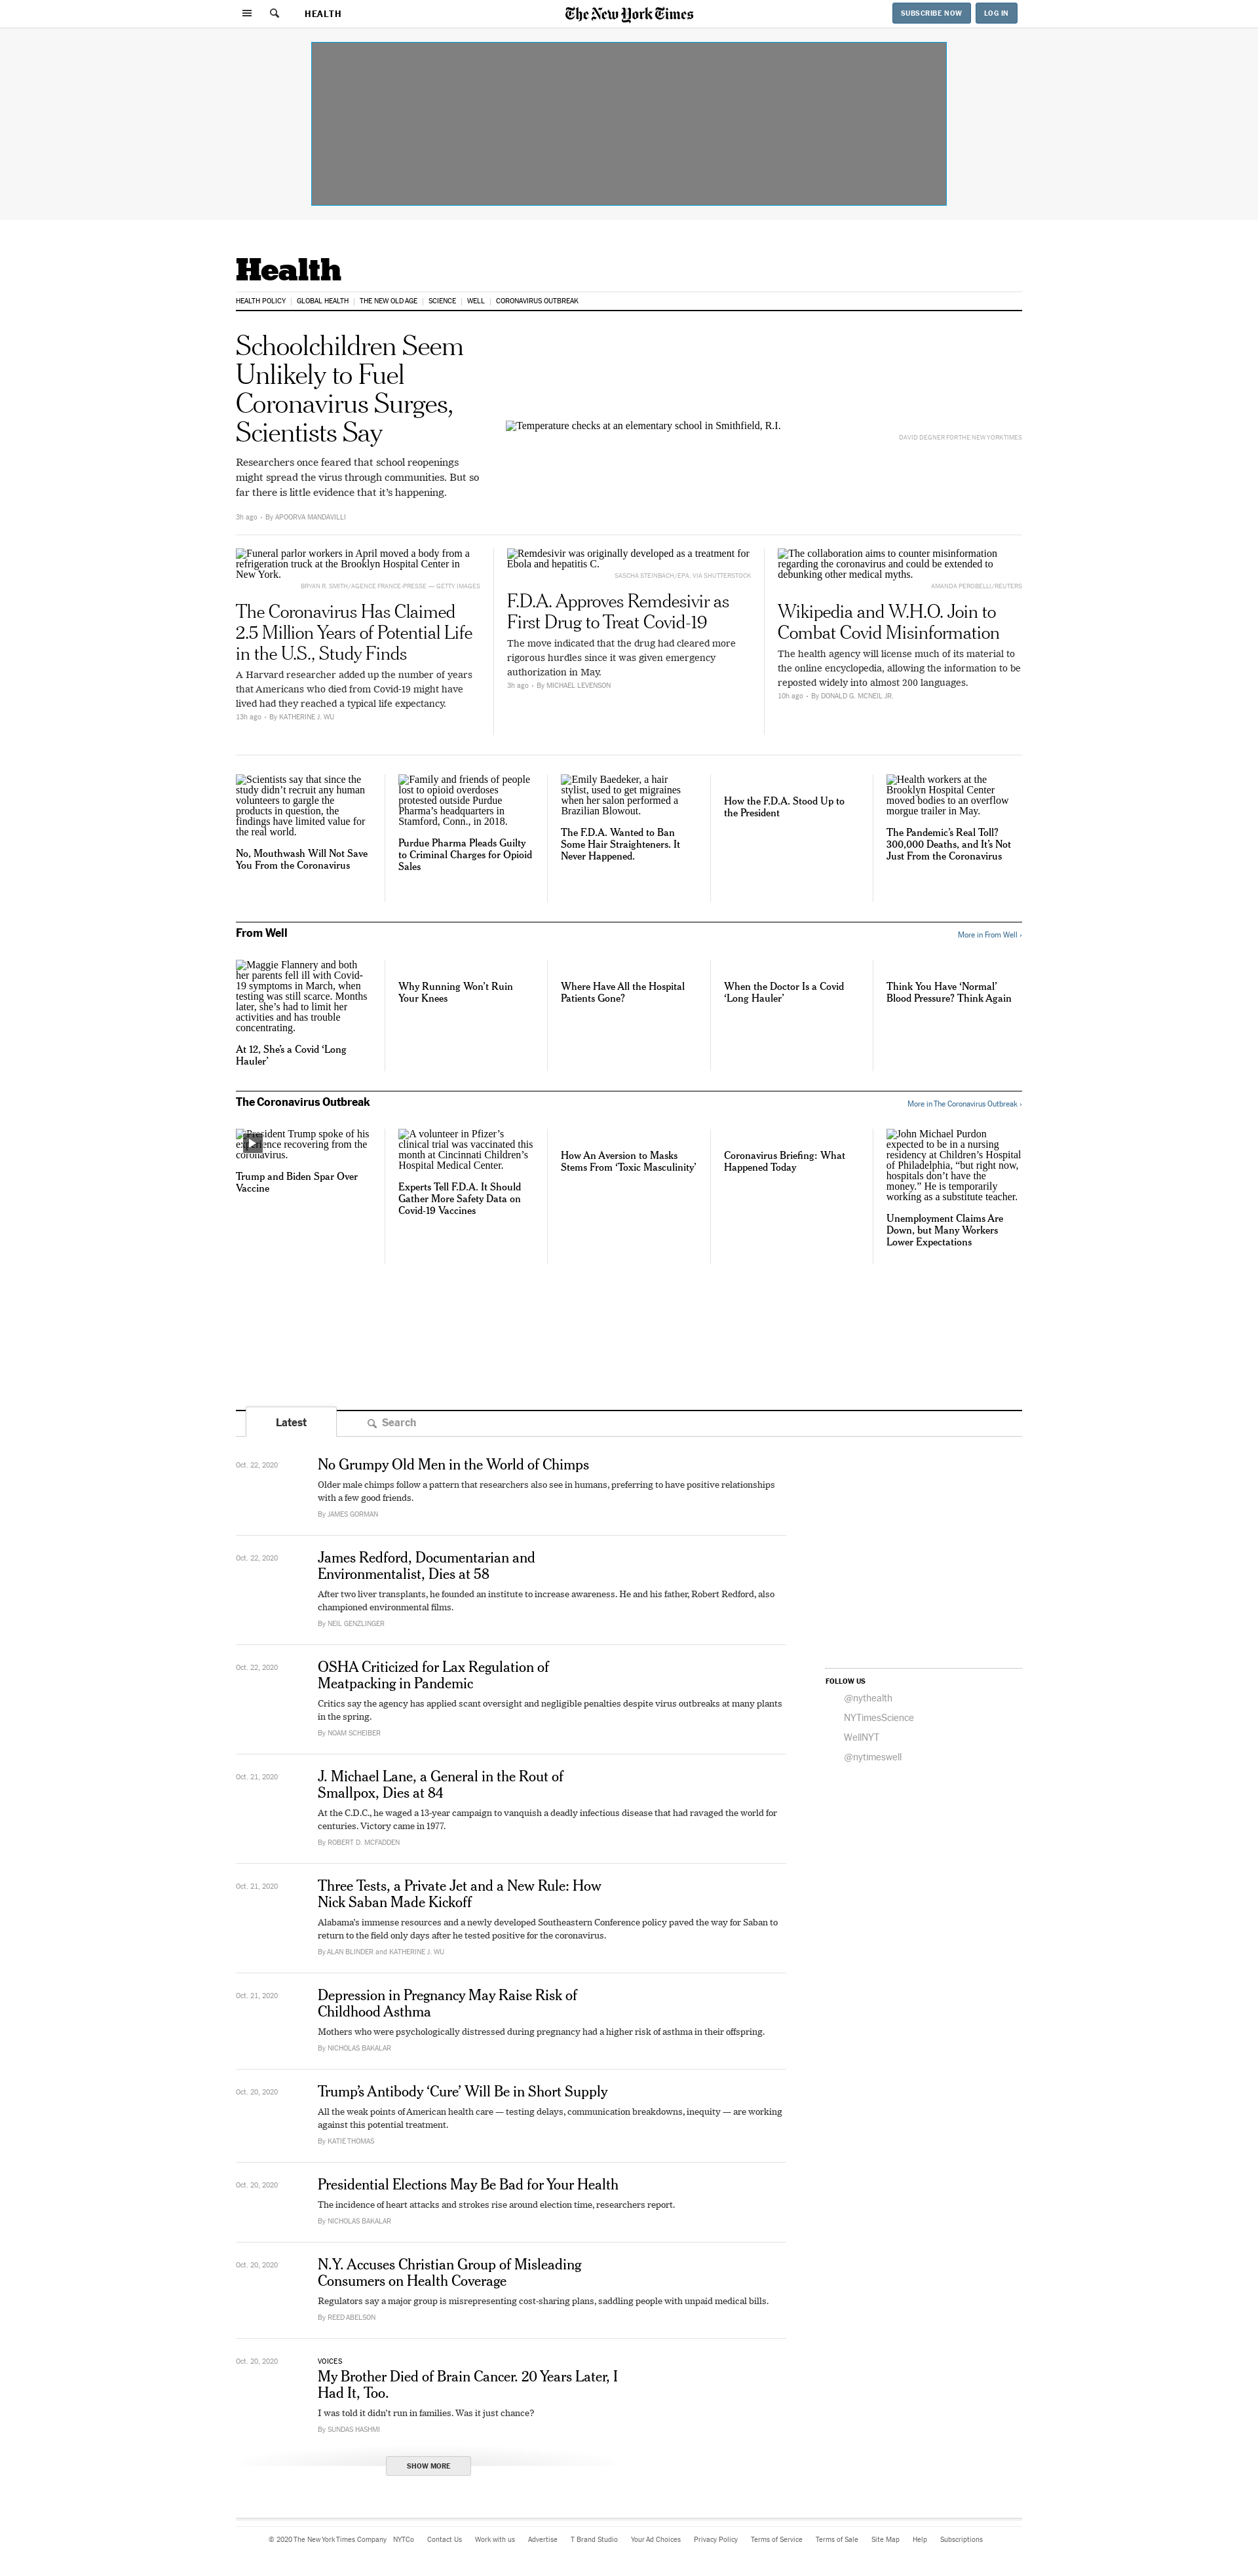 HEALTH
The New York Times
SUBSCRIBE NOW
LOG IN
Health
HEALTH POLICY
GLOBAL HEALTH
THE NEW OLD AGE
SCIENCE
WELL
CORONAVIRUS OUTBREAK
Schoolchildren Seem
Unlikely to Fuel
Coronavirus Surges,
Scientists Say
Researchers once feared that school reopenings
might spread the virus through communities. But so
far there is little evidence that it’s happening.
3h ago • By APOORVA MANDAVILLI
Temperature checks at an elementary school in Smithfield, R.I.
DAVID DEGNER FOR THE NEW YORK TIMES
Funeral parlor workers in April moved a body from a
refrigeration truck at the Brooklyn Hospital Center in
New York.
BRYAN R. SMITH/AGENCE FRANCE-PRESSE — GETTY IMAGES
The Coronavirus Has Claimed
2.5 Million Years of Potential Life
in the U.S., Study Finds
A Harvard researcher added up the number of years
that Americans who died from Covid-19 might have
lived had they reached a typical life expectancy.
13h ago • By KATHERINE J. WU
Remdesivir was originally developed as a treatment for
Ebola and hepatitis C.
SASCHA STEINBACH/EPA, VIA SHUTTERSTOCK
F.D.A. Approves Remdesivir as
First Drug to Treat Covid-19
The move indicated that the drug had cleared more
rigorous hurdles since it was given emergency
authorization in May.
3h ago • By MICHAEL LEVENSON
The collaboration aims to counter misinformation
regarding the coronavirus and could be extended to
debunking other medical myths.
AMANDA PEROBELLI/REUTERS
Wikipedia and W.H.O. Join to
Combat Covid Misinformation
The health agency will license much of its material to
the online encyclopedia, allowing the information to be
reposted widely into almost 200 languages.
10h ago • By DONALD G. MCNEIL JR.
Scientists say that since the
study didn’t recruit any human
volunteers to gargle the
products in question, the
findings have limited value for
the real world.
No, Mouthwash Will Not Save
You From the Coronavirus
Family and friends of people
lost to opioid overdoses
protested outside Purdue
Pharma’s headquarters in
Stamford, Conn., in 2018.
Purdue Pharma Pleads Guilty
to Criminal Charges for Opioid
Sales
Emily Baedeker, a hair
stylist, used to get migraines
when her salon performed a
Brazilian Blowout.
The F.D.A. Wanted to Ban
Some Hair Straighteners. It
Never Happened.
How the F.D.A. Stood Up to
the President
Health workers at the
Brooklyn Hospital Center
moved bodies to an overflow
morgue trailer in May.
The Pandemic’s Real Toll?
300,000 Deaths, and It’s Not
Just From the Coronavirus
From Well
More in From Well ›
Maggie Flannery and both
her parents fell ill with Covid-
19 symptoms in March, when
testing was still scarce. Months
later, she’s had to limit her
activities and has trouble
concentrating.
At 12, She’s a Covid ‘Long
Hauler’
Why Running Won’t Ruin
Your Knees
Where Have All the Hospital
Patients Gone?
When the Doctor Is a Covid
‘Long Hauler’
Think You Have ‘Normal’
Blood Pressure? Think Again
The Coronavirus Outbreak
More in The Coronavirus Outbreak ›
President Trump spoke of his
experience recovering from the
coronavirus.
Trump and Biden Spar Over
Vaccine
A volunteer in Pfizer’s
clinical trial was vaccinated this
month at Cincinnati Children’s
Hospital Medical Center.
Experts Tell F.D.A. It Should
Gather More Safety Data on
Covid-19 Vaccines
How An Aversion to Masks
Stems From ‘Toxic Masculinity’
Coronavirus Briefing: What
Happened Today
John Michael Purdon
expected to be in a nursing
residency at Children’s Hospital
of Philadelphia, “but right now,
hospitals don’t have the
money.” He is temporarily
working as a substitute teacher.
Unemployment Claims Are
Down, but Many Workers
Lower Expectations
Latest
Search
Oct. 22, 2020
No Grumpy Old Men in the World of Chimps
Older male chimps follow a pattern that researchers also see in humans, preferring to have positive relationships
with a few good friends.
By JAMES GORMAN
Oct. 22, 2020
James Redford, Documentarian and
Environmentalist, Dies at 58
After two liver transplants, he founded an institute to increase awareness. He and his father, Robert Redford, also
championed environmental films.
By NEIL GENZLINGER
Oct. 22, 2020
OSHA Criticized for Lax Regulation of
Meatpacking in Pandemic
Critics say the agency has applied scant oversight and negligible penalties despite virus outbreaks at many plants
in the spring.
By NOAM SCHEIBER
FOLLOW US
@nythealth
NYTimesScience
WellNYT
@nytimeswell
Oct. 21, 2020
J. Michael Lane, a General in the Rout of
Smallpox, Dies at 84
At the C.D.C., he waged a 13-year campaign to vanquish a deadly infectious disease that had ravaged the world for
centuries. Victory came in 1977.
By ROBERT D. MCFADDEN
Oct. 21, 2020
Three Tests, a Private Jet and a New Rule: How
Nick Saban Made Kickoff
Alabama’s immense resources and a newly developed Southeastern Conference policy paved the way for Saban to
return to the field only days after he tested positive for the coronavirus.
By ALAN BLINDER and KATHERINE J. WU
Oct. 21, 2020
Depression in Pregnancy May Raise Risk of
Childhood Asthma
Mothers who were psychologically distressed during pregnancy had a higher risk of asthma in their offspring.
By NICHOLAS BAKALAR
Oct. 20, 2020
Trump’s Antibody ‘Cure’ Will Be in Short Supply
All the weak points of American health care — testing delays, communication breakdowns, inequity — are working
against this potential treatment.
By KATIE THOMAS
Oct. 20, 2020
Presidential Elections May Be Bad for Your Health
The incidence of heart attacks and strokes rise around election time, researchers report.
By NICHOLAS BAKALAR
Oct. 20, 2020
N.Y. Accuses Christian Group of Misleading
Consumers on Health Coverage
Regulators say a major group is misrepresenting cost-sharing plans, saddling people with unpaid medical bills.
By REED ABELSON
Oct. 20, 2020
VOICES
My Brother Died of Brain Cancer. 20 Years Later, I
Had It, Too.
I was told it didn’t run in families. Was it just chance?
By SUNDAS HASHMI
SHOW MORE
© 2020 The New York Times Company NYTCo Contact Us Work with us Advertise T Brand Studio Your Ad Choices Privacy Policy Terms of Service Terms of Sale Site Map Help Subscriptions